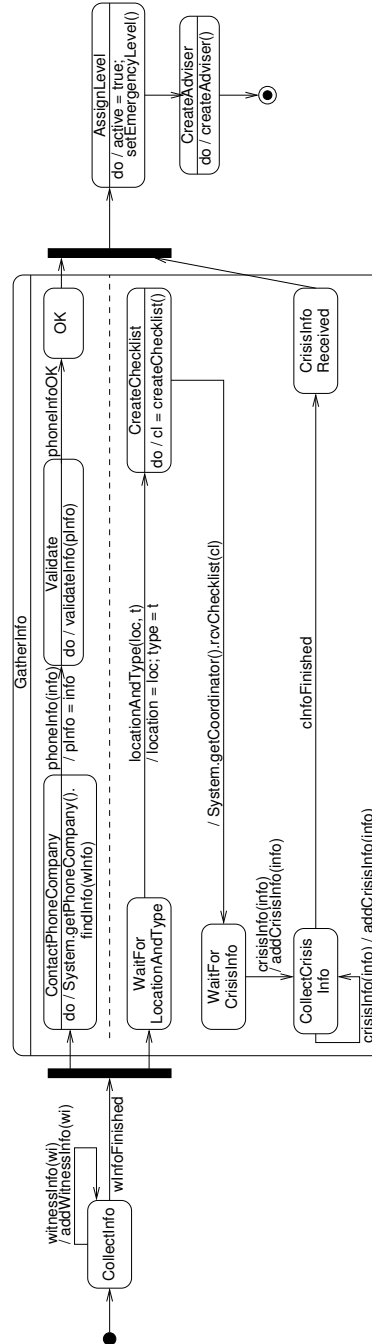 CollectInfo
witnessInfo(wi)
/ addWitnessInfo(wi)
wInfoFinished
GatherInfo
ContactPhoneCompany
do / System.getPhoneCompany().
findInfo(wInfo)
phoneInfo(info)
/ pInfo = info
Validate
do / validateInfo(pInfo)
phoneInfoOK
OK
WaitFor
LocationAndType
locationAndType(loc, t)
/ location = loc; type = t
CreateChecklist
do / cl = createChecklist()
/ System.getCoordinator().rcvChecklist(cl)
WaitFor
CrisisInfo
crisisInfo(info)
/ addCrisisInfo(info)
CollectCrisis
Info
crisisInfo(info) / addCrisisInfo(info)
cInfoFinished
CrisisInfo
Received
AssignLevel
do / active = true;
setEmergencyLevel()
CreateAdviser
do / createAdviser()